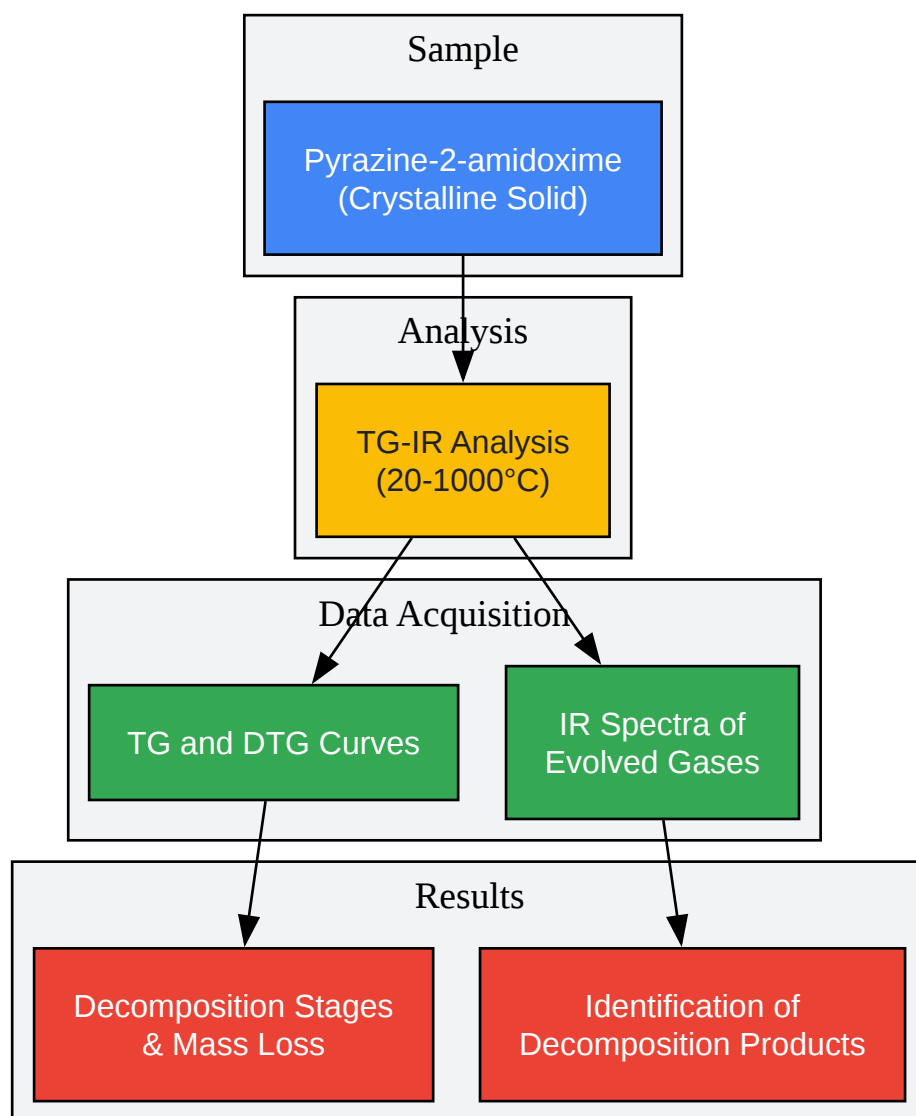 Sample
Pyrazine-2-amidoxime
(Crystalline Solid)
Analysis
TG-IR Analysis
(20-1000°C)
Data Acquisition
TG and DTG Curves
IR Spectra of
Evolved Gases
Results
Decomposition Stages
& Mass Loss
Identification of
Decomposition Products